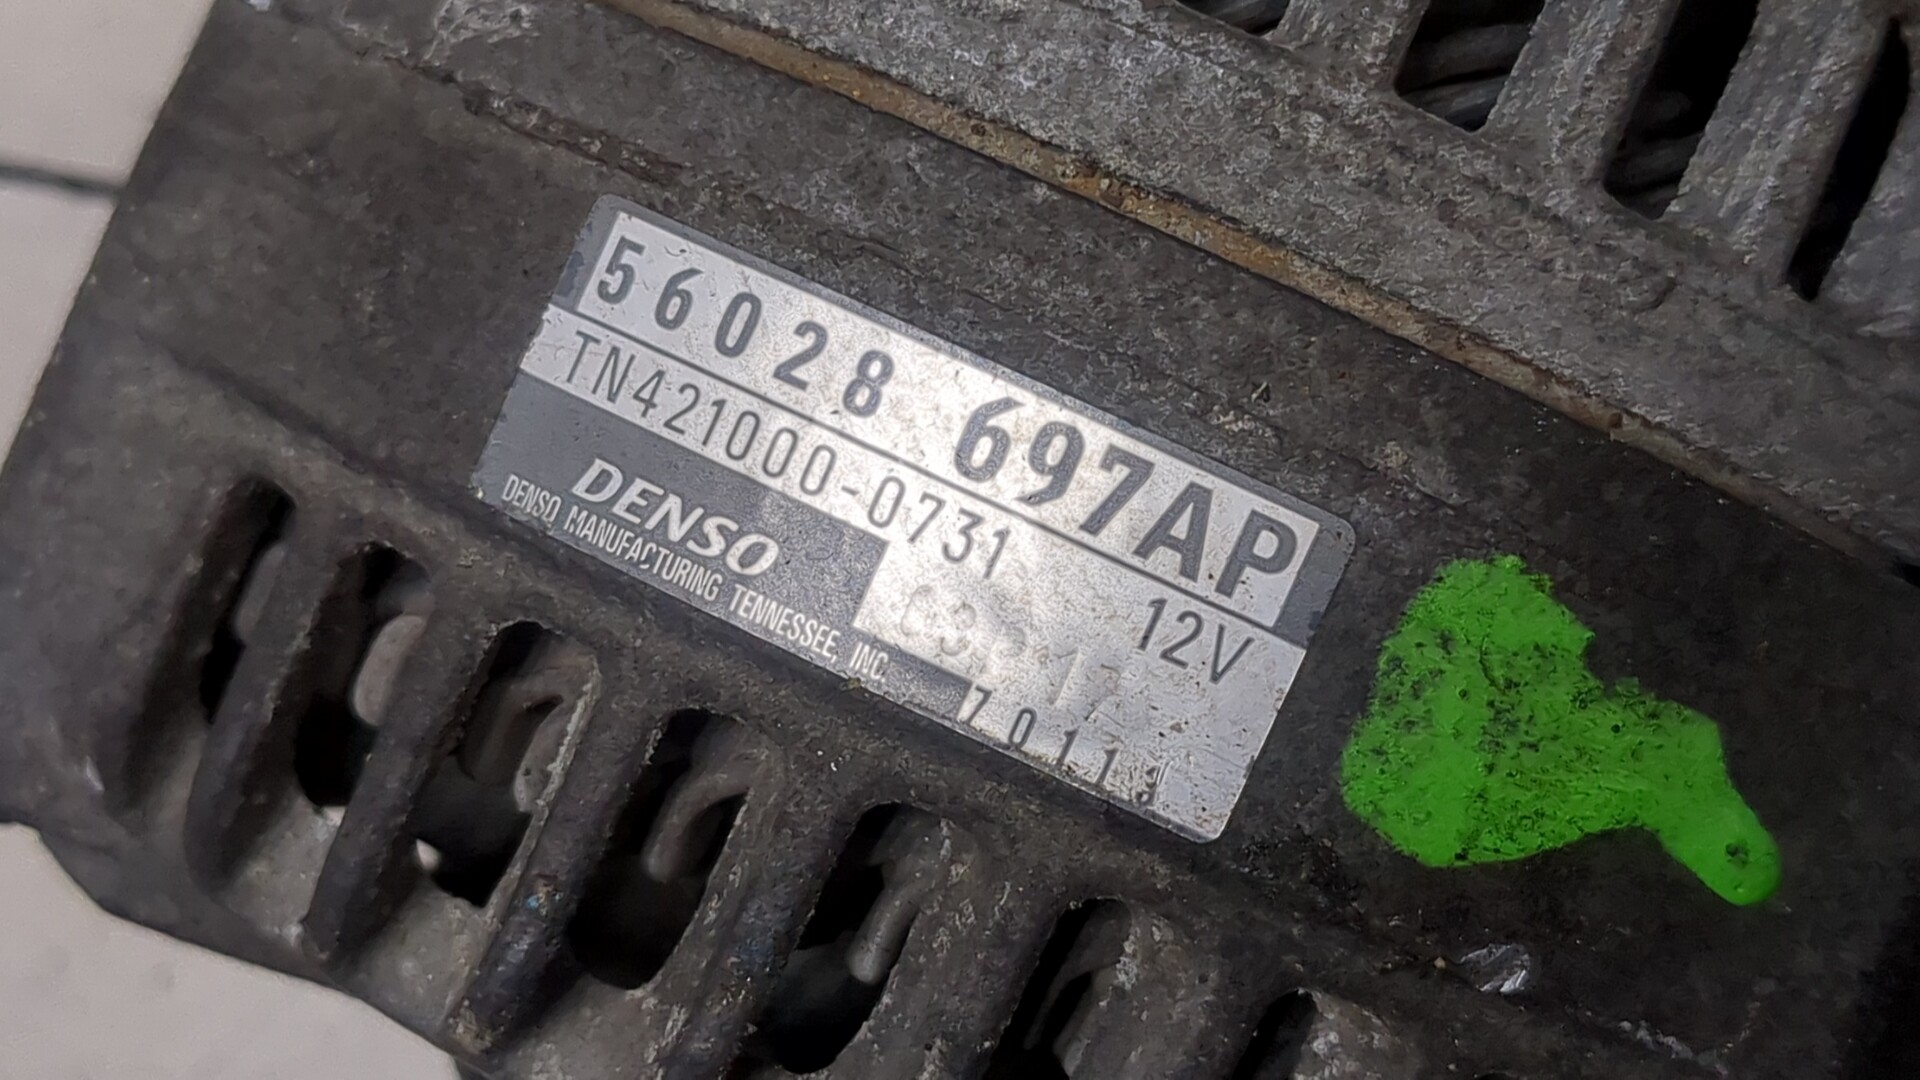 56028 697AP
TN421000-0731 12V
DENSO
DENSO MANUFACTURING TENNESSEE, INC.